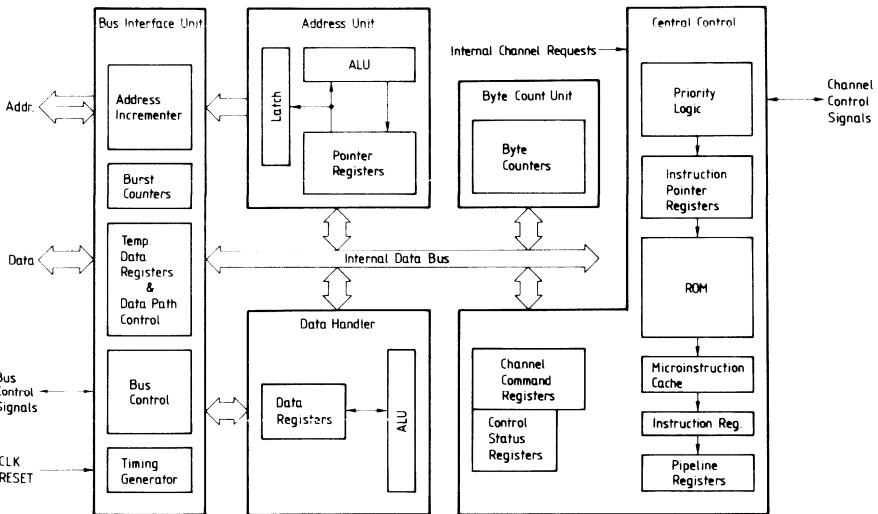 Bus Interface Unit
Address Unit
Central Control
Internal Channel Requests
Addr.
Address
Incrementer
Latch
ALU
Pointer
Registers
Byte Count Unit
Byte
Counters
Priority
Logic
Channel
Control
Signals
Burst
Counters
Instruction
Pointer
Registers
Data
Temp.
Data
Registers
&
Data Path
Control
Internal Data Bus
ROM
Data Handler
Bus
Control
Signals
Bus
Control
Data
Registers
ALU
Channel
Command
Registers
Control
Status
Registers
Microinstruction
Cache
Instruction Reg.
Pipeline
Registers
CLK
RESET
Timing
Generator